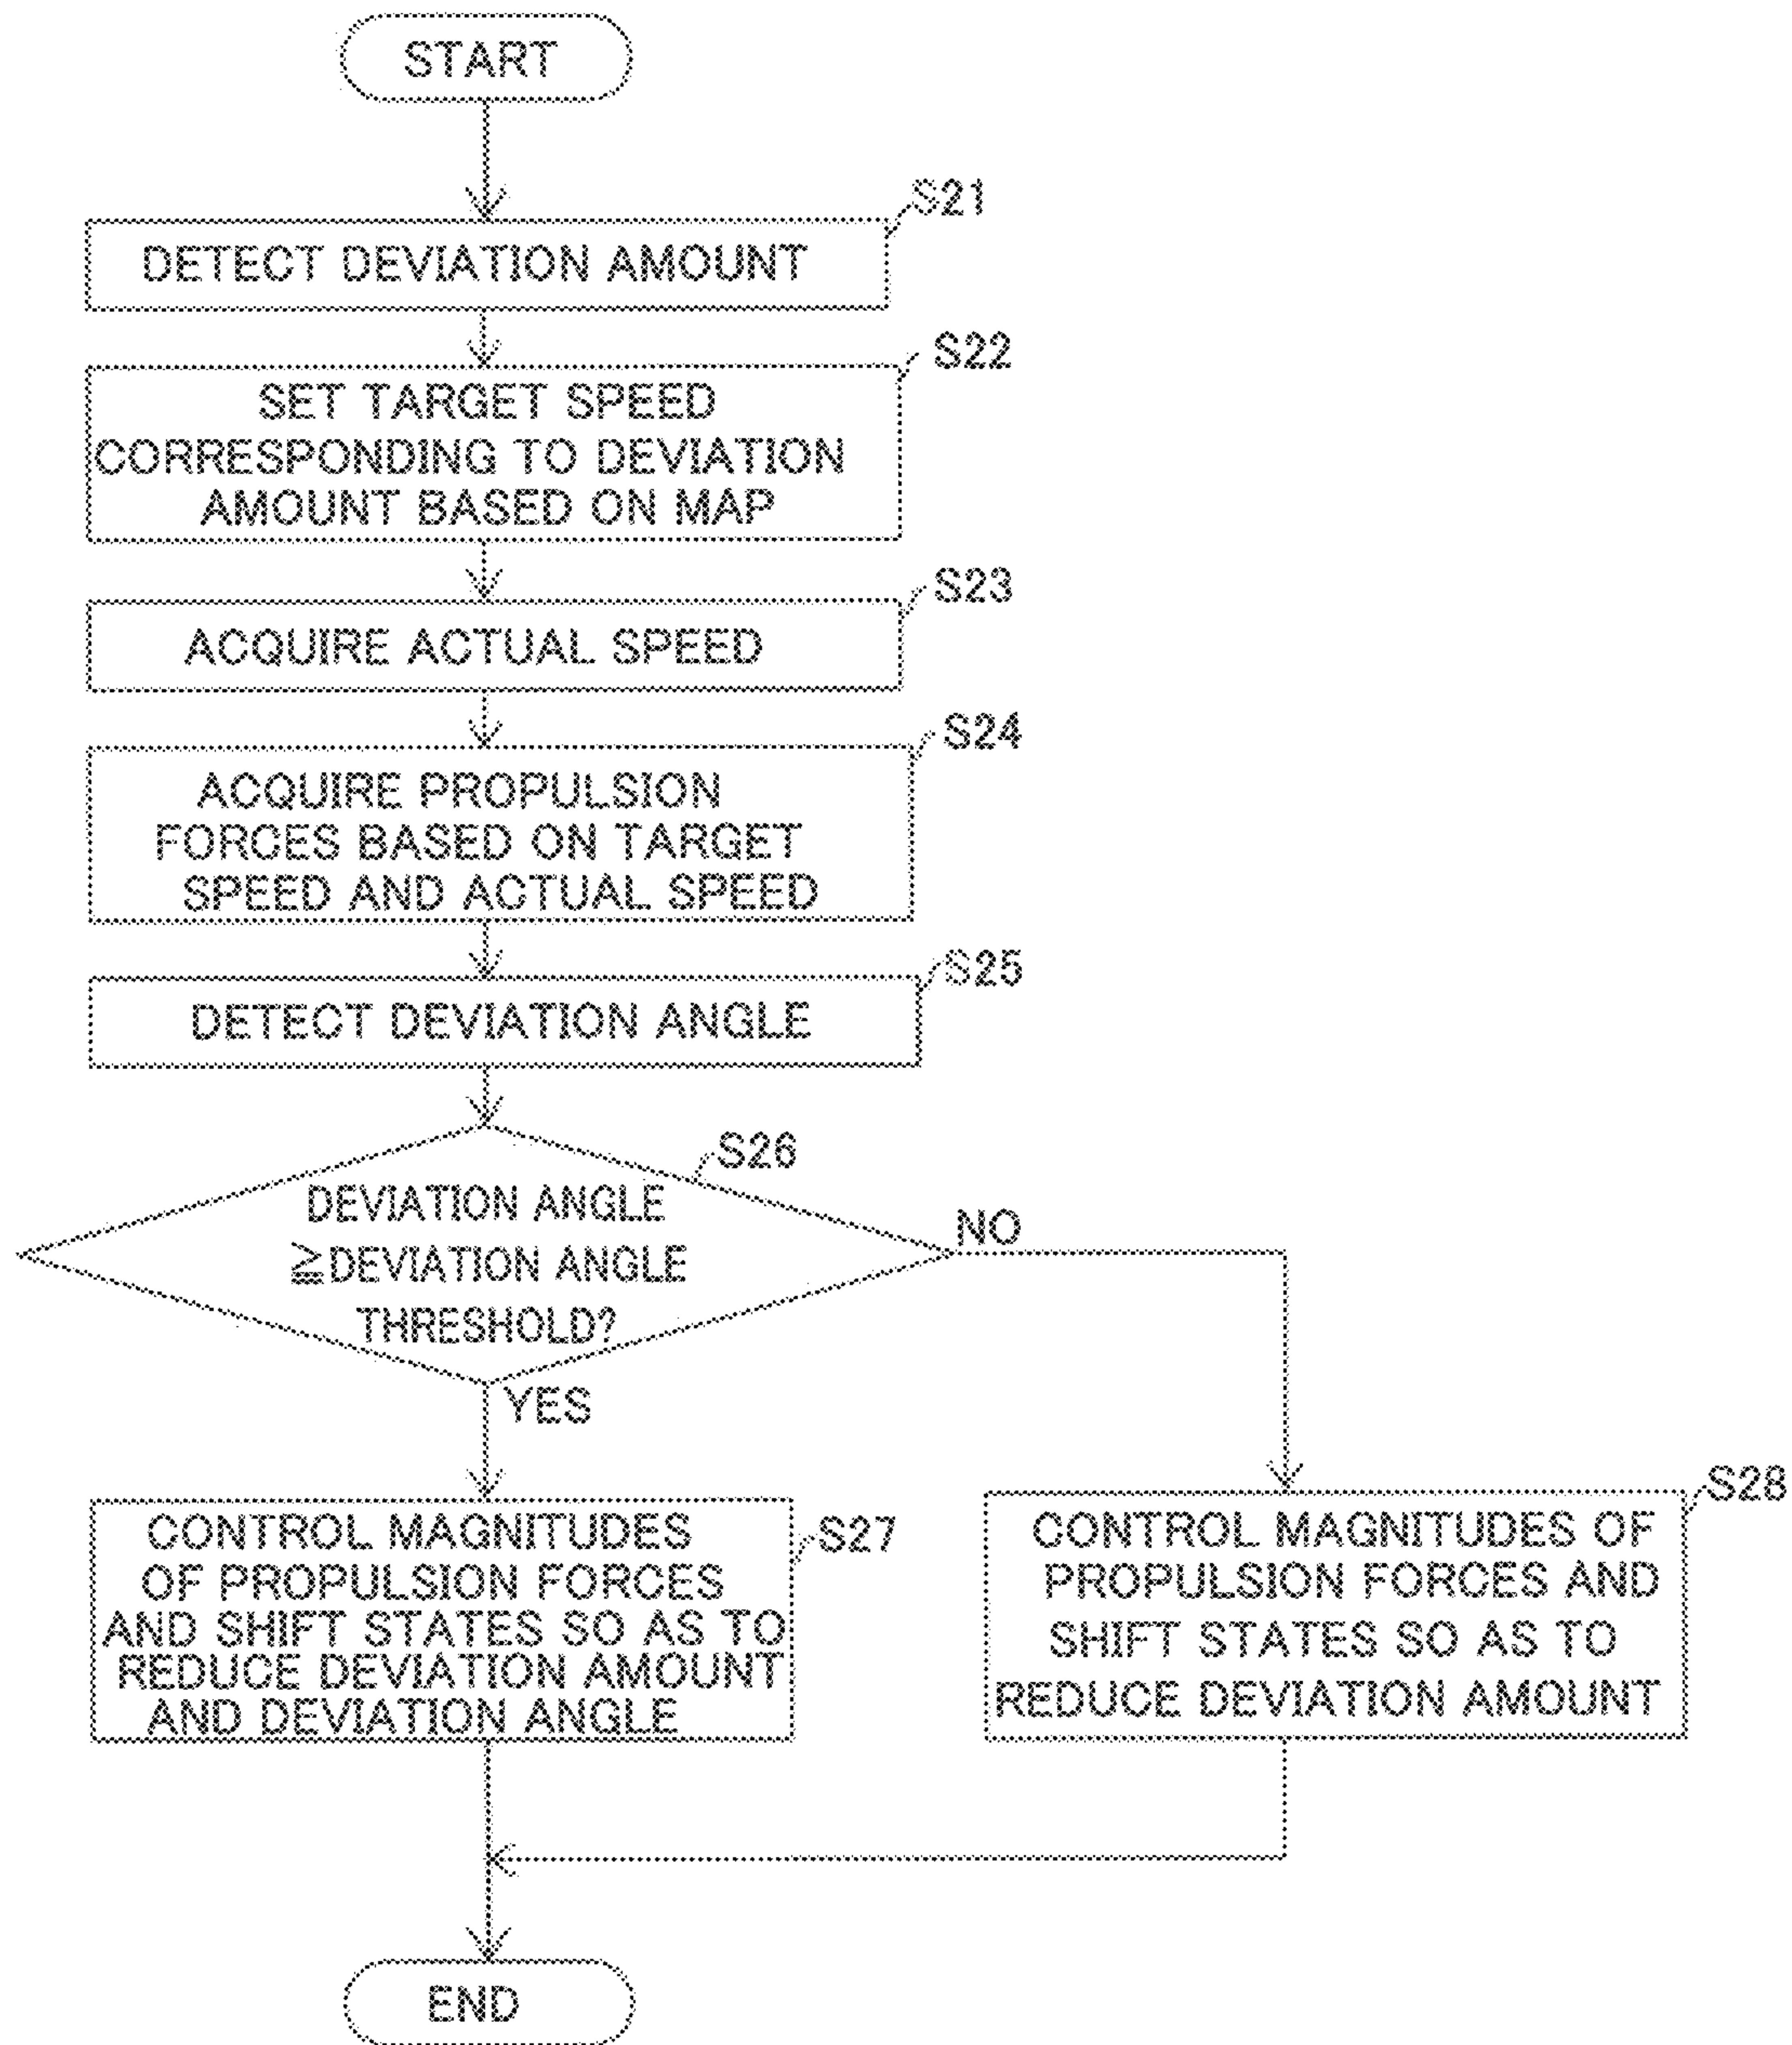 START
S21
DETECT DEVIATION AMOUNT
S22
SET TARGET SPEED
CORRESPONDING TO DEVIATION
AMOUNT BASED ON MAP
S23
ACQUIRE ACTUAL SPEED
S24
ACQUIRE PROPULSION
FORCES BASED ON TARGET
SPEED AND ACTUAL SPEED
S25
DETECT DEVIATION ANGLE
S26
DEVIATION ANGLE
≧DEVIATION ANGLE
THRESHOLD?
NO
YES
S27
CONTROL MAGNITUDES
OF PROPULSION FORCES
AND SHIFT STATES SO AS TO
REDUCE DEVIATION AMOUNT
AND DEVIATION ANGLE
S28
CONTROL MAGNITUDES OF
PROPULSION FORCES AND
SHIFT STATES SO AS TO
REDUCE DEVIATION AMOUNT
END